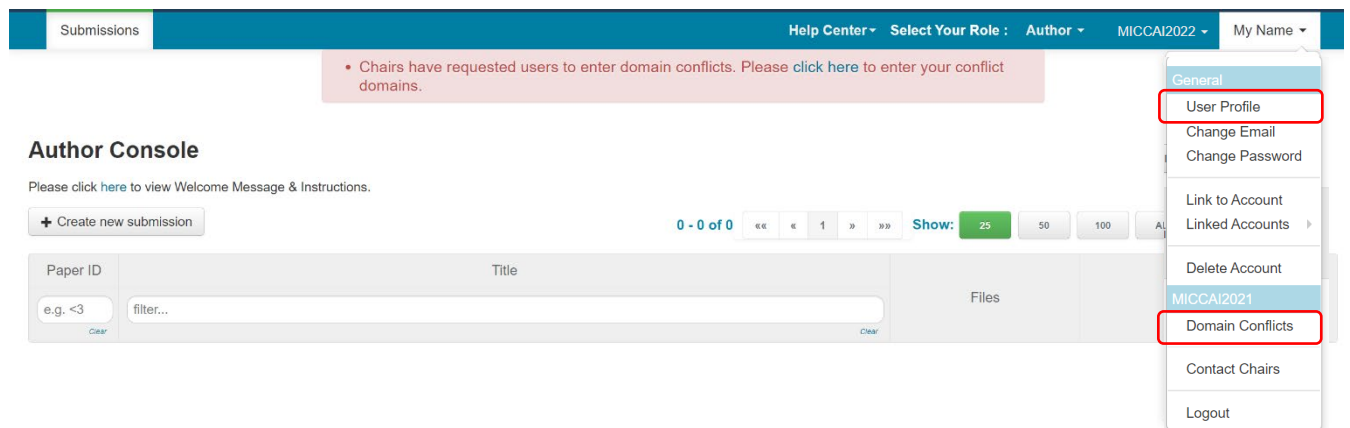 Submissions
Help Center
Select Your Role :
Author
MICCAI2022
My Name
• Chairs have requested users to enter domain conflicts. Please click here to enter your conflict
domains.
General
User Profile
Change Email
Change Password
Link to Account
Linked Accounts
Delete Account
MICCAI2021
Domain Conflicts
Contact Chairs
Logout
Author Console
Please click here to view Welcome Message & Instructions.
+ Create new submission
0 - 0 of 0 «« « 1 » »» Show: 25 50 100
Paper ID
Title
Files
e.g. <3
filter...
Clear
Clear